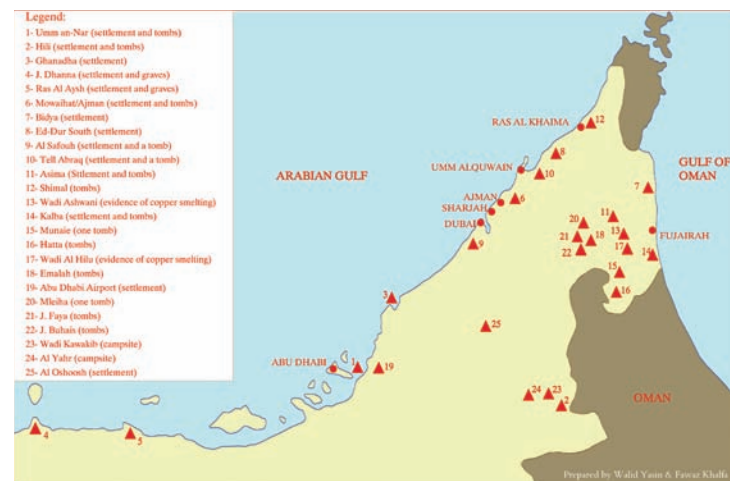 Legend:
1- Umm an-Nar (settlement and tombs)
2- Hili (settlement and tombs)
3- Ghanadha (settlement)
4- J. Dhanna (settlement and graves)
5- Ras Al Aysh (settlement and graves)
6- Mowaihat/Ajman (settlement and tombs)
7- Bidya (settlement)
8- Ed-Dur South (settlement)
9- Al Safouh (settlement and a tomb)
10- Tell Abraq (settlement and a tomb)
11- Asima (Sttlement and tombs)
12- Shimal (tombs)
13- Wadi Ashwani (evidence of copper smelting)
14- Kalba (settlement and tombs)
15- Munaie (one tomb)
16- Hatta (tomb)
17- Wadi Al Hilu (evidence of copper smelting)
18- Emalah (tombs)
19- Abu Dhabi Airport (settlement)
20- Mleiha (one tomb)
21- J. Faya (tombs)
22- J. Buhais (tombs)
23- Wadi Kawakib (campsite)
24- Al Yahr (campsite)
25- Al Oshoosh (settlement)
RAS AL KHAIMA
12
8
UMM ALQUWAIN
10
GULF OF
OMAN
ARABIAN GULF
7
AJMAN
6
SHARJAH
DUBAI
9
11
20
13
21
18
FUJAIRAH
22
17
14
15
16
3
25
ABU DHABI
1
19
24
23
2
OMAN
4
5
Prepared by Walid Yasin & Fawaz Khalfa